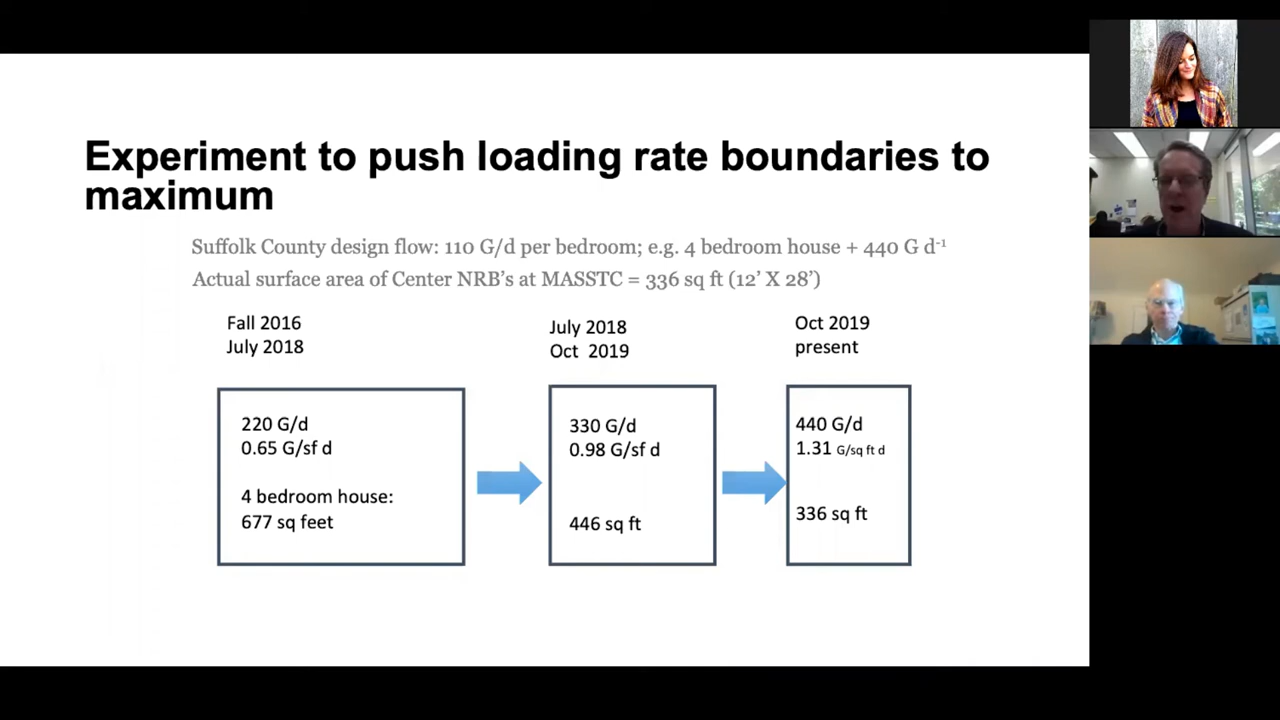 Experiment to push loading rate boundaries to
maximum
Suffolk County design flow: 110 G/d per bedroom; e.g. 4 bedroom house + 440 G d-1
Actual surface area of Center NRB’s at MASSTC = 336 sq ft (12’ X 28’)
Fall 2016
July 2018
220 G/d
0.65 G/sf d
4 bedroom house:
677 sq feet
July 2018
Oct 2019
330 G/d
0.98 G/sf d
446 sq ft
Oct 2019
present
440 G/d
1.31 G/sq ft d
336 sq ft